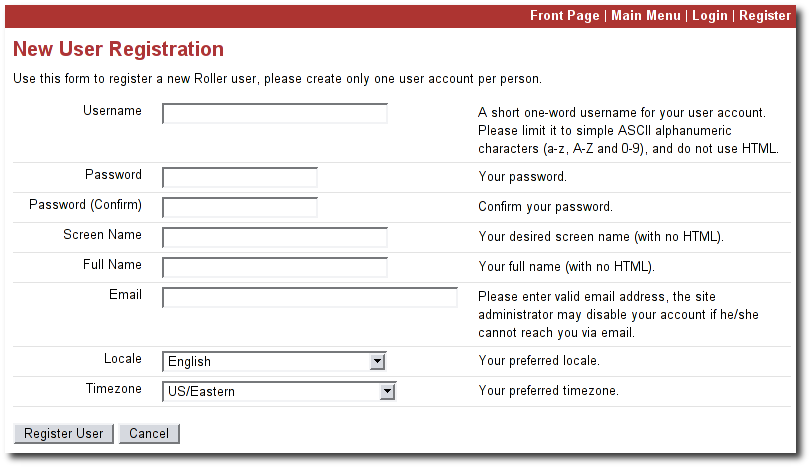 Front Page | Main Menu | Login | Register
New User Registration
Use this form to register a new Roller user, please create only one user account per person.
Username
A short one-word username for your user account.
Please limit it to simple ASCII alphanumeric
characters (a-z, A-Z and 0-9), and do not use HTML.
Password
Your password.
Password (Confirm)
Confirm your password.
Screen Name
Your desired screen name (with no HTML).
Full Name
Your full name (with no HTML).
Email
Please enter valid email address, the site
administrator may disable your account if he/she
cannot reach you via email.
Locale
English
Your preferred locale.
Timezone
US/Eastern
Your preferred timezone.
Register User
Cancel